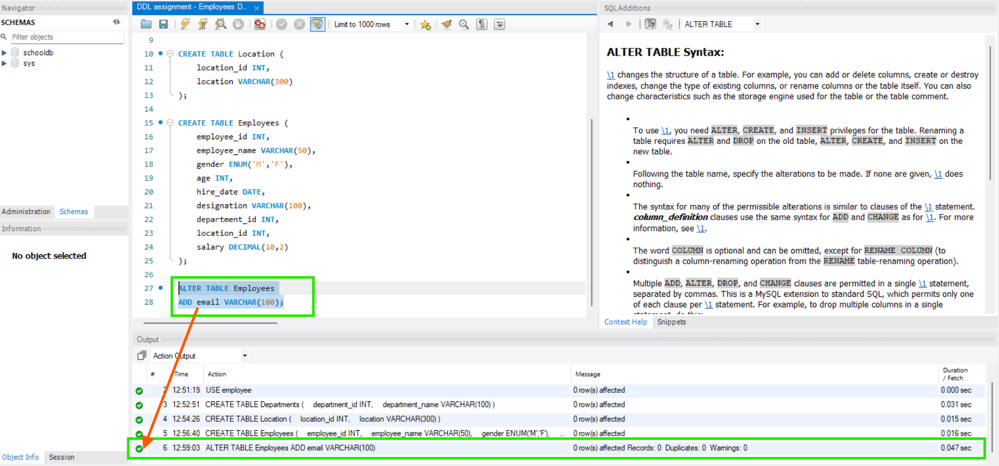 Navigator
SCHEMAS
Filter objects
schooldb
sys
Administration Schemas
Information
No object selected
Object Info Session
DDL assignment - Employees D...
Limit to 1000 rows
9
10 CREATE TABLE Location (
11 location_id INT,
12 location VARCHAR(300)
13 );
14
15 CREATE TABLE Employees (
16 employee_id INT,
17 employee_name VARCHAR(50),
18 gender ENUM('M','F'),
19 age INT,
20 hire_date DATE,
21 designation VARCHAR(100),
22 department_id INT,
23 location_id INT,
24 salary DECIMAL(10,2)
25 );
26
27 ALTER TABLE Employees
28 ADD email VARCHAR(100);
SQLAdditions
ALTER TABLE
ALTER TABLE Syntax:
\1 changes the structure of a table. For example, you can add or delete columns, create or destroy
indexes, change the type of existing columns, or rename columns or the table itself. You can also
change characteristics such as the storage engine used for the table or the table comment.
•
To use \1, you need ALTER, CREATE, and INSERT privileges for the table. Renaming a
table requires ALTER and DROP on the old table, ALTER, CREATE, and INSERT on the
new table.
•
Following the table name, specify the alterations to be made. If none are given, \1 does
nothing.
•
The syntax for many of the permissible alterations is similar to clauses of the \1 statement.
column_definition clauses use the same syntax for ADD and CHANGE as for \1. For more
information, see \1.
•
The word COLUMN is optional and can be omitted, except for RENAME COLUMN (to
distinguish a column-renaming operation from the RENAME table-renaming operation).
•
Multiple ADD, ALTER, DROP, and CHANGE clauses are permitted in a single \1 statement,
separated by commas. This is a MySQL extension to standard SQL, which permits only one
of each clause per \1 statement. For example, to drop multiple columns in a single
statement, do this:
Context Help Snippets
Output
Action Output
# Time Action Message Duration / Fetch
2 12:51:19 USE employee 0 row(s) affected 0.000 sec
3 12:52:51 CREATE TABLE Departments ( department_id INT, department_name VARCHAR(100) ) 0 row(s) affected 0.031 sec
4 12:54:26 CREATE TABLE Location ( location_id INT, location VARCHAR(300) ) 0 row(s) affected 0.015 sec
5 12:56:40 CREATE TABLE Employees ( employee_id INT, employee_name VARCHAR(50), gender ENUM('M','F'), ... 0 row(s) affected 0.016 sec
6 12:59:03 ALTER TABLE Employees ADD email VARCHAR(100) 0 row(s) affected Records: 0 Duplicates: 0 Warnings: 0 0.047 sec